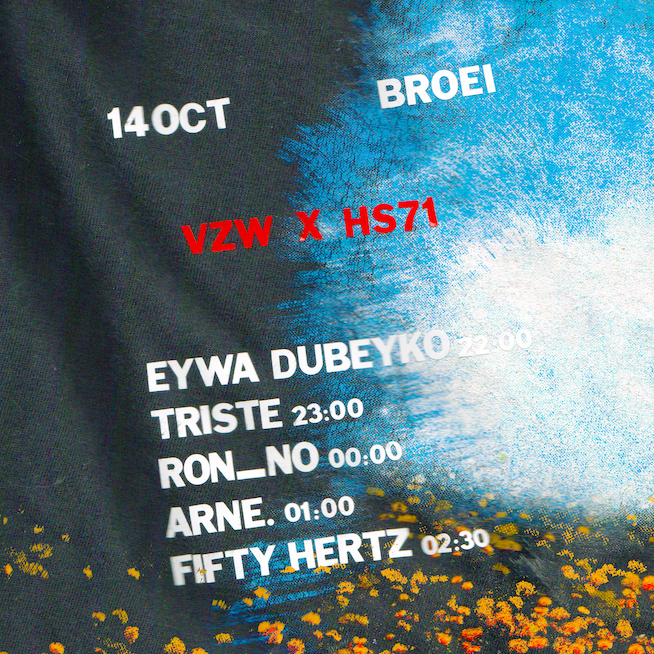 14OCT BROEI
VZW X HS71
EYWA DUBEYKO 22:00
TRISTE 23:00
RON_NO 00:00
ARNE. 01:00
FIFTY HERTZ 02:30